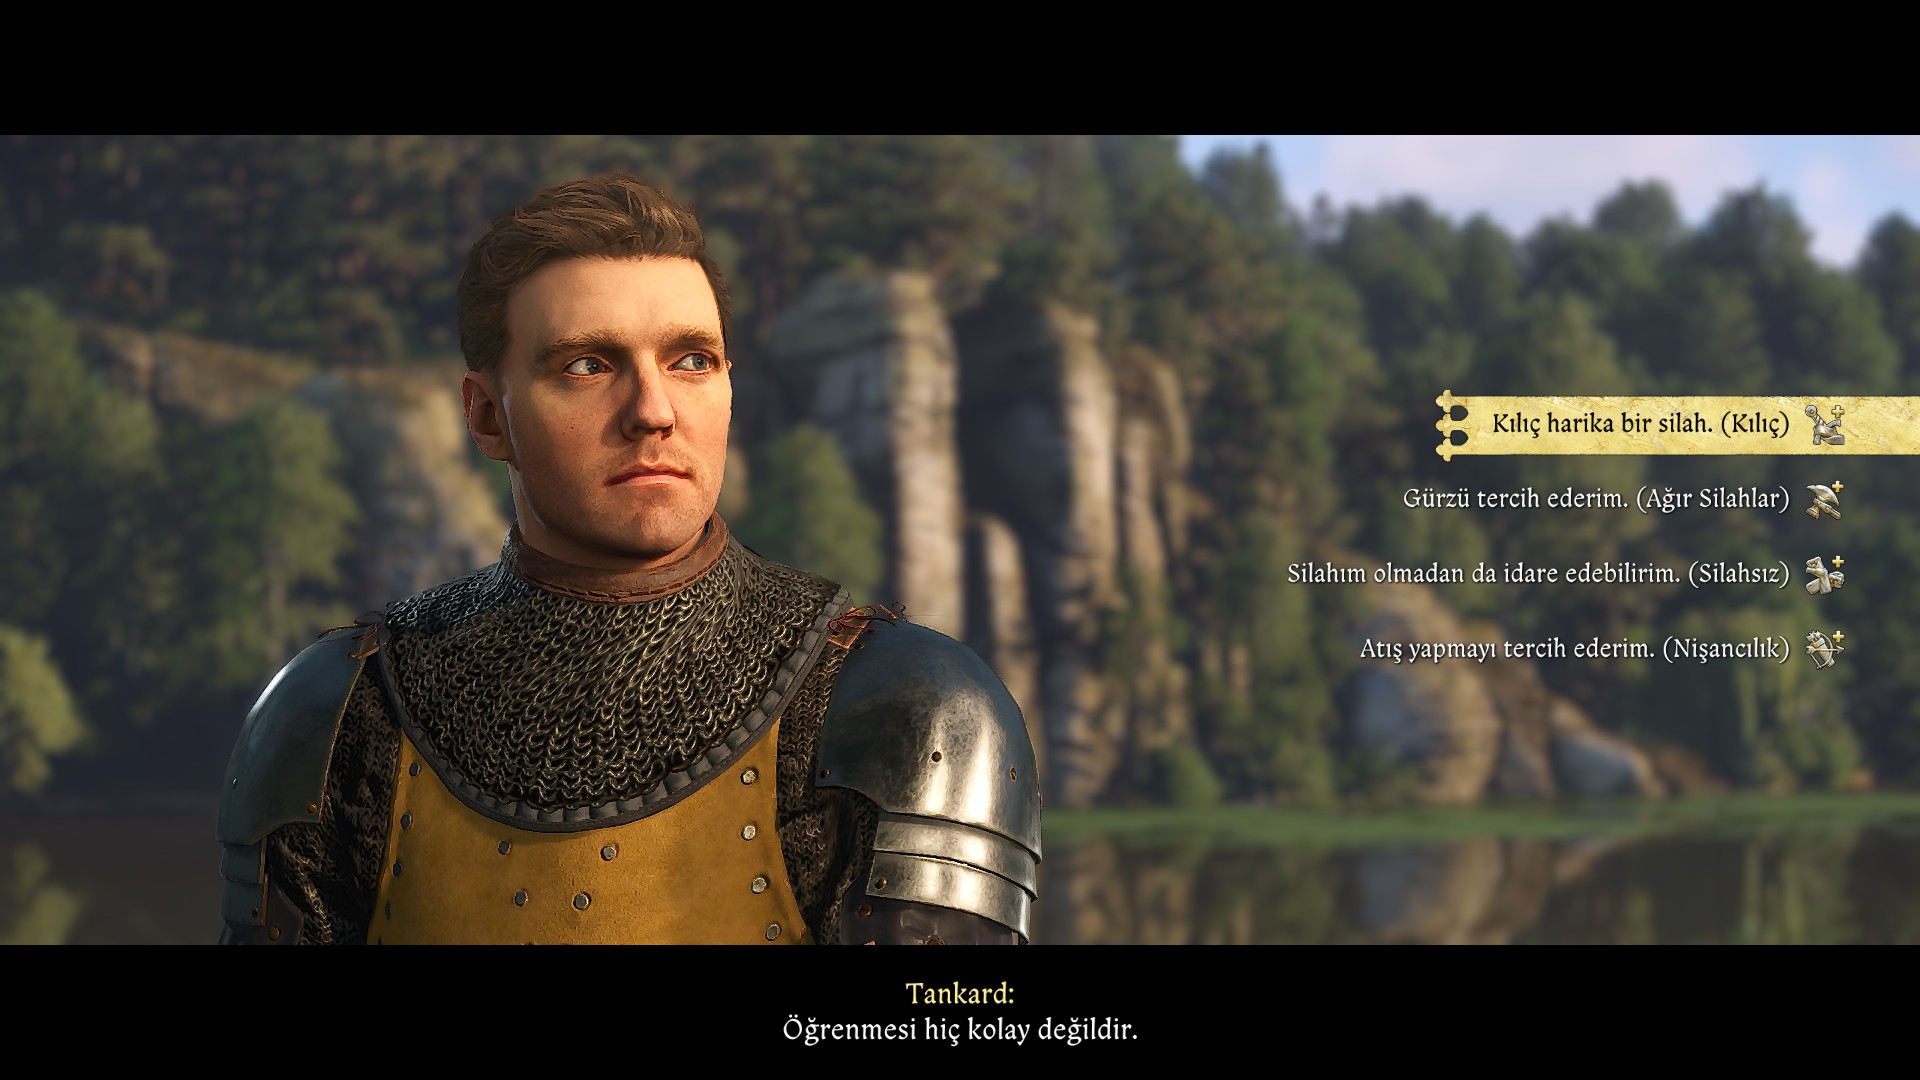 Kılıç harika bir silah. (Kılıç)
Gürzü tercih ederim. (Ağır Silahlar)
Silahım olmadan da idare edebilirim. (Silahsız)
Atış yapmayı tercih ederim. (Nişancılık)
Tankard:
Öğrenmesi hiç kolay değildir.